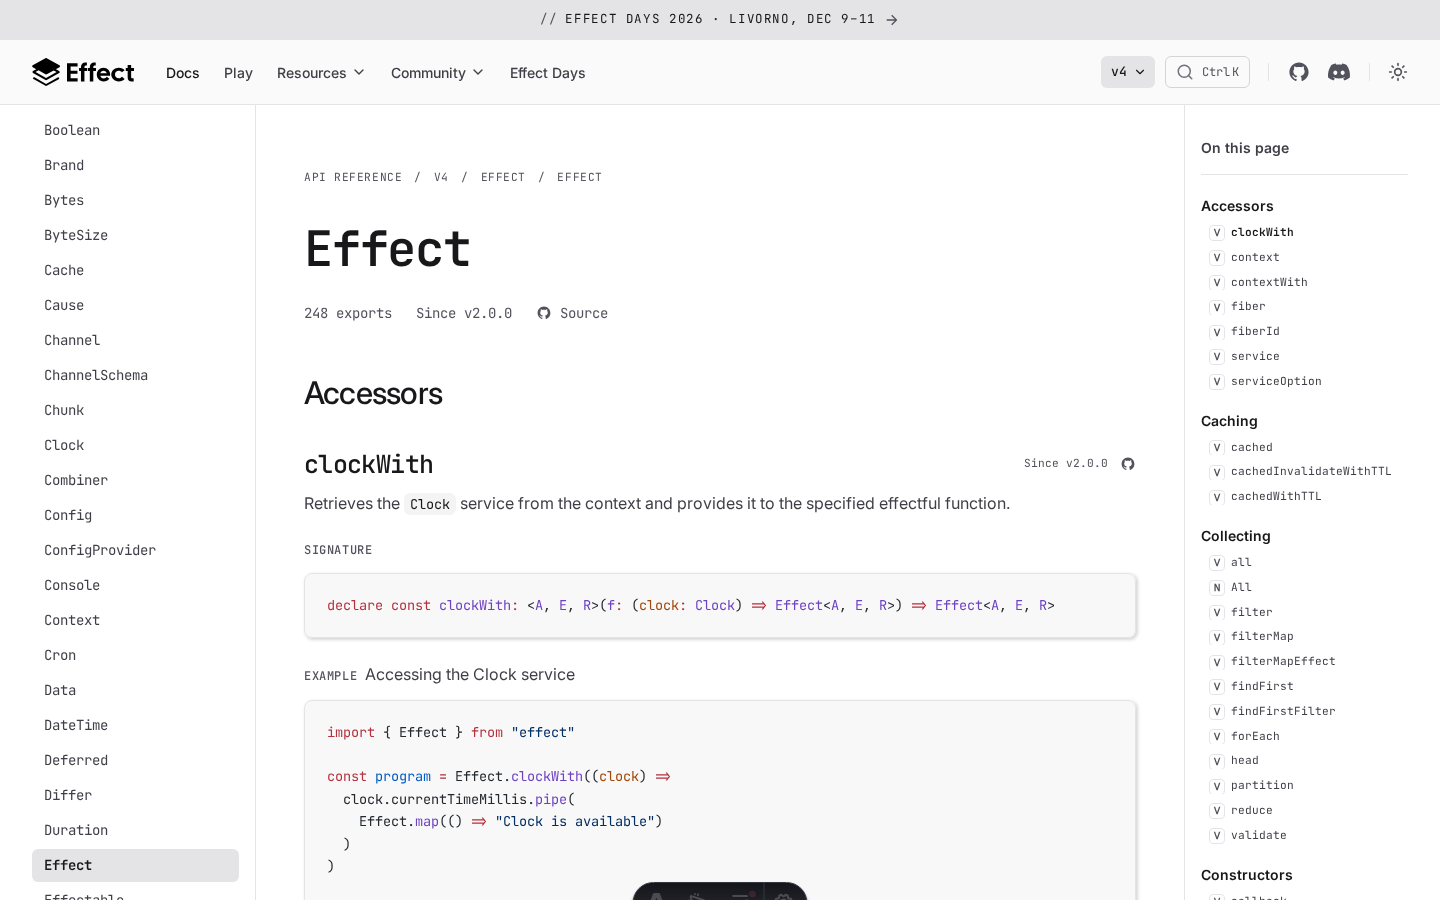 // EFFECT DAYS 2026 · LIVORNO, DEC 9–11
Effect
Docs
Play
Resources
Community
Effect Days
v4
Ctrl K
Boolean
Brand
Bytes
ByteSize
Cache
Cause
Channel
ChannelSchema
Chunk
Clock
Combiner
Config
ConfigProvider
Console
Context
Cron
Data
DateTime
Deferred
Differ
Duration
Effect
Effectable
API REFERENCE / V4 / EFFECT / EFFECT
Effect
248 exports Since v2.0.0 Source
Accessors
clockWith
Since v2.0.0
Retrieves the Clock service from the context and provides it to the specified effectful function.
SIGNATURE
declare const clockWith: <A, E, R>(f: (clock: Clock) => Effect<A, E, R>) => Effect<A, E, R>
EXAMPLE Accessing the Clock service
import { Effect } from "effect"
const program = Effect.clockWith((clock) =>
clock.currentTimeMillis.pipe(
Effect.map(() => "Clock is available")
)
)
On this page
Accessors
V clockWith
V context
V contextWith
V fiber
V fiberId
V service
V serviceOption
Caching
V cached
V cachedInvalidateWithTTL
V cachedWithTTL
Collecting
V all
N All
V filter
V filterMap
V filterMapEffect
V findFirst
V findFirstFilter
V forEach
V head
V partition
V reduce
V validate
Constructors
V callback